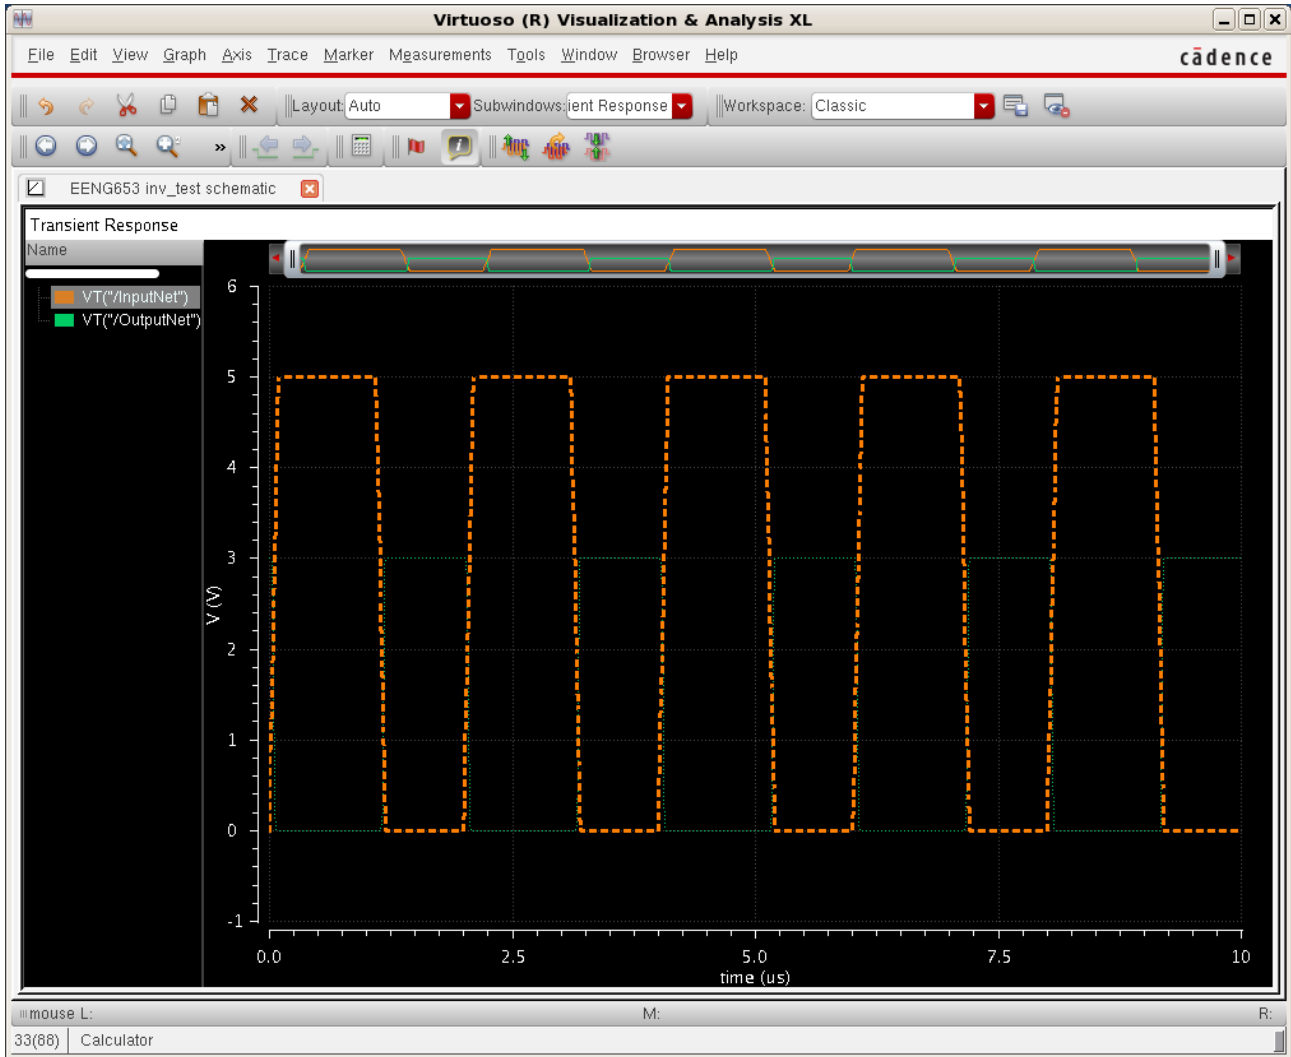 Virtuoso (R) Visualization & Analysis XL
File Edit View Graph Axis Trace Marker Measurements Tools Window Browser Help cādence
Layout: Auto Subwindows: ient Response Workspace: Classic
»
EENG653 inv_test schematic
Transient Response
Name
VT("/InputNet")
VT("/OutputNet")
6
5
4
3
2
1
0
-1
V (V)
0.0 2.5 5.0 7.5 10
time (us)
mouse L: M: R:
33(88) Calculator